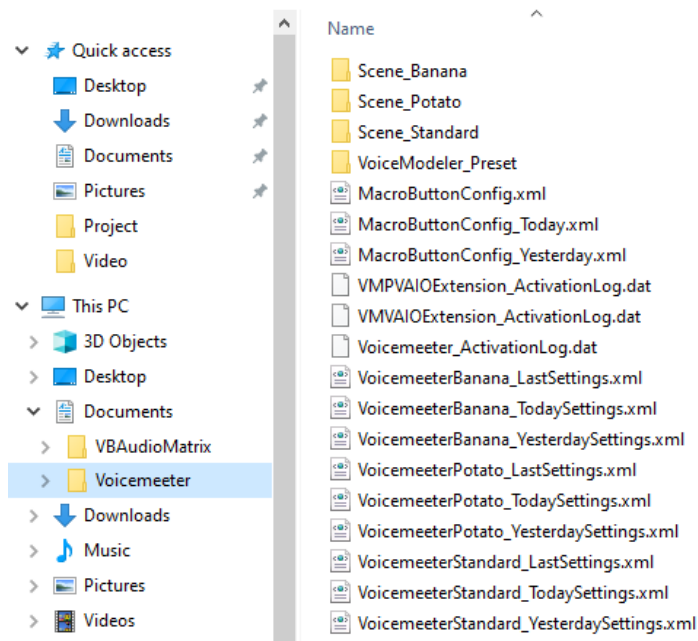 Quick access
Desktop
Downloads
Documents
Pictures
Project
Video
This PC
3D Objects
Desktop
Documents
VBAudioMatrix
Voicemeeter
Downloads
Music
Pictures
Videos
Name
Scene_Banana
Scene_Potato
Scene_Standard
VoiceModeler_Preset
MacroButtonConfig.xml
MacroButtonConfig_Today.xml
MacroButtonConfig_Yesterday.xml
VMPVAIOExtension_ActivationLog.dat
VMVAIOExtension_ActivationLog.dat
Voicemeeter_ActivationLog.dat
VoicemeeterBanana_LastSettings.xml
VoicemeeterBanana_TodaySettings.xml
VoicemeeterBanana_YesterdaySettings.xml
VoicemeeterPotato_LastSettings.xml
VoicemeeterPotato_TodaySettings.xml
VoicemeeterPotato_YesterdaySettings.xml
VoicemeeterStandard_LastSettings.xml
VoicemeeterStandard_TodaySettings.xml
VoicemeeterStandard_YesterdaySettings.xml